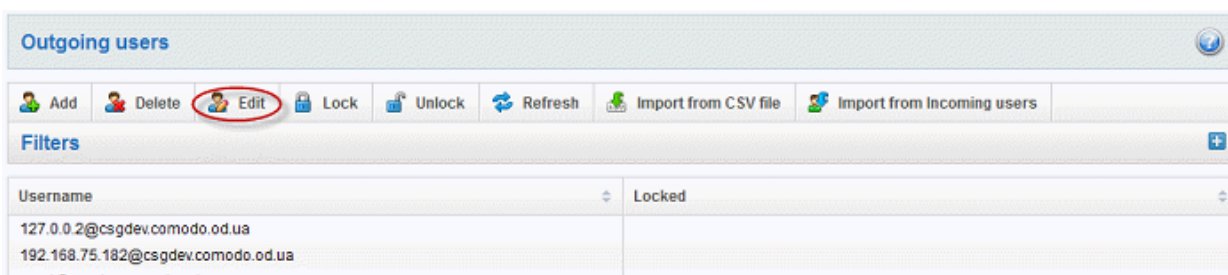 Outgoing users
Add Delete Edit Lock Unlock Refresh Import from CSV file Import from Incoming users
Filters
Username Locked
127.0.0.2@csgdev.comodo.od.ua
192.168.75.182@csgdev.comodo.od.ua